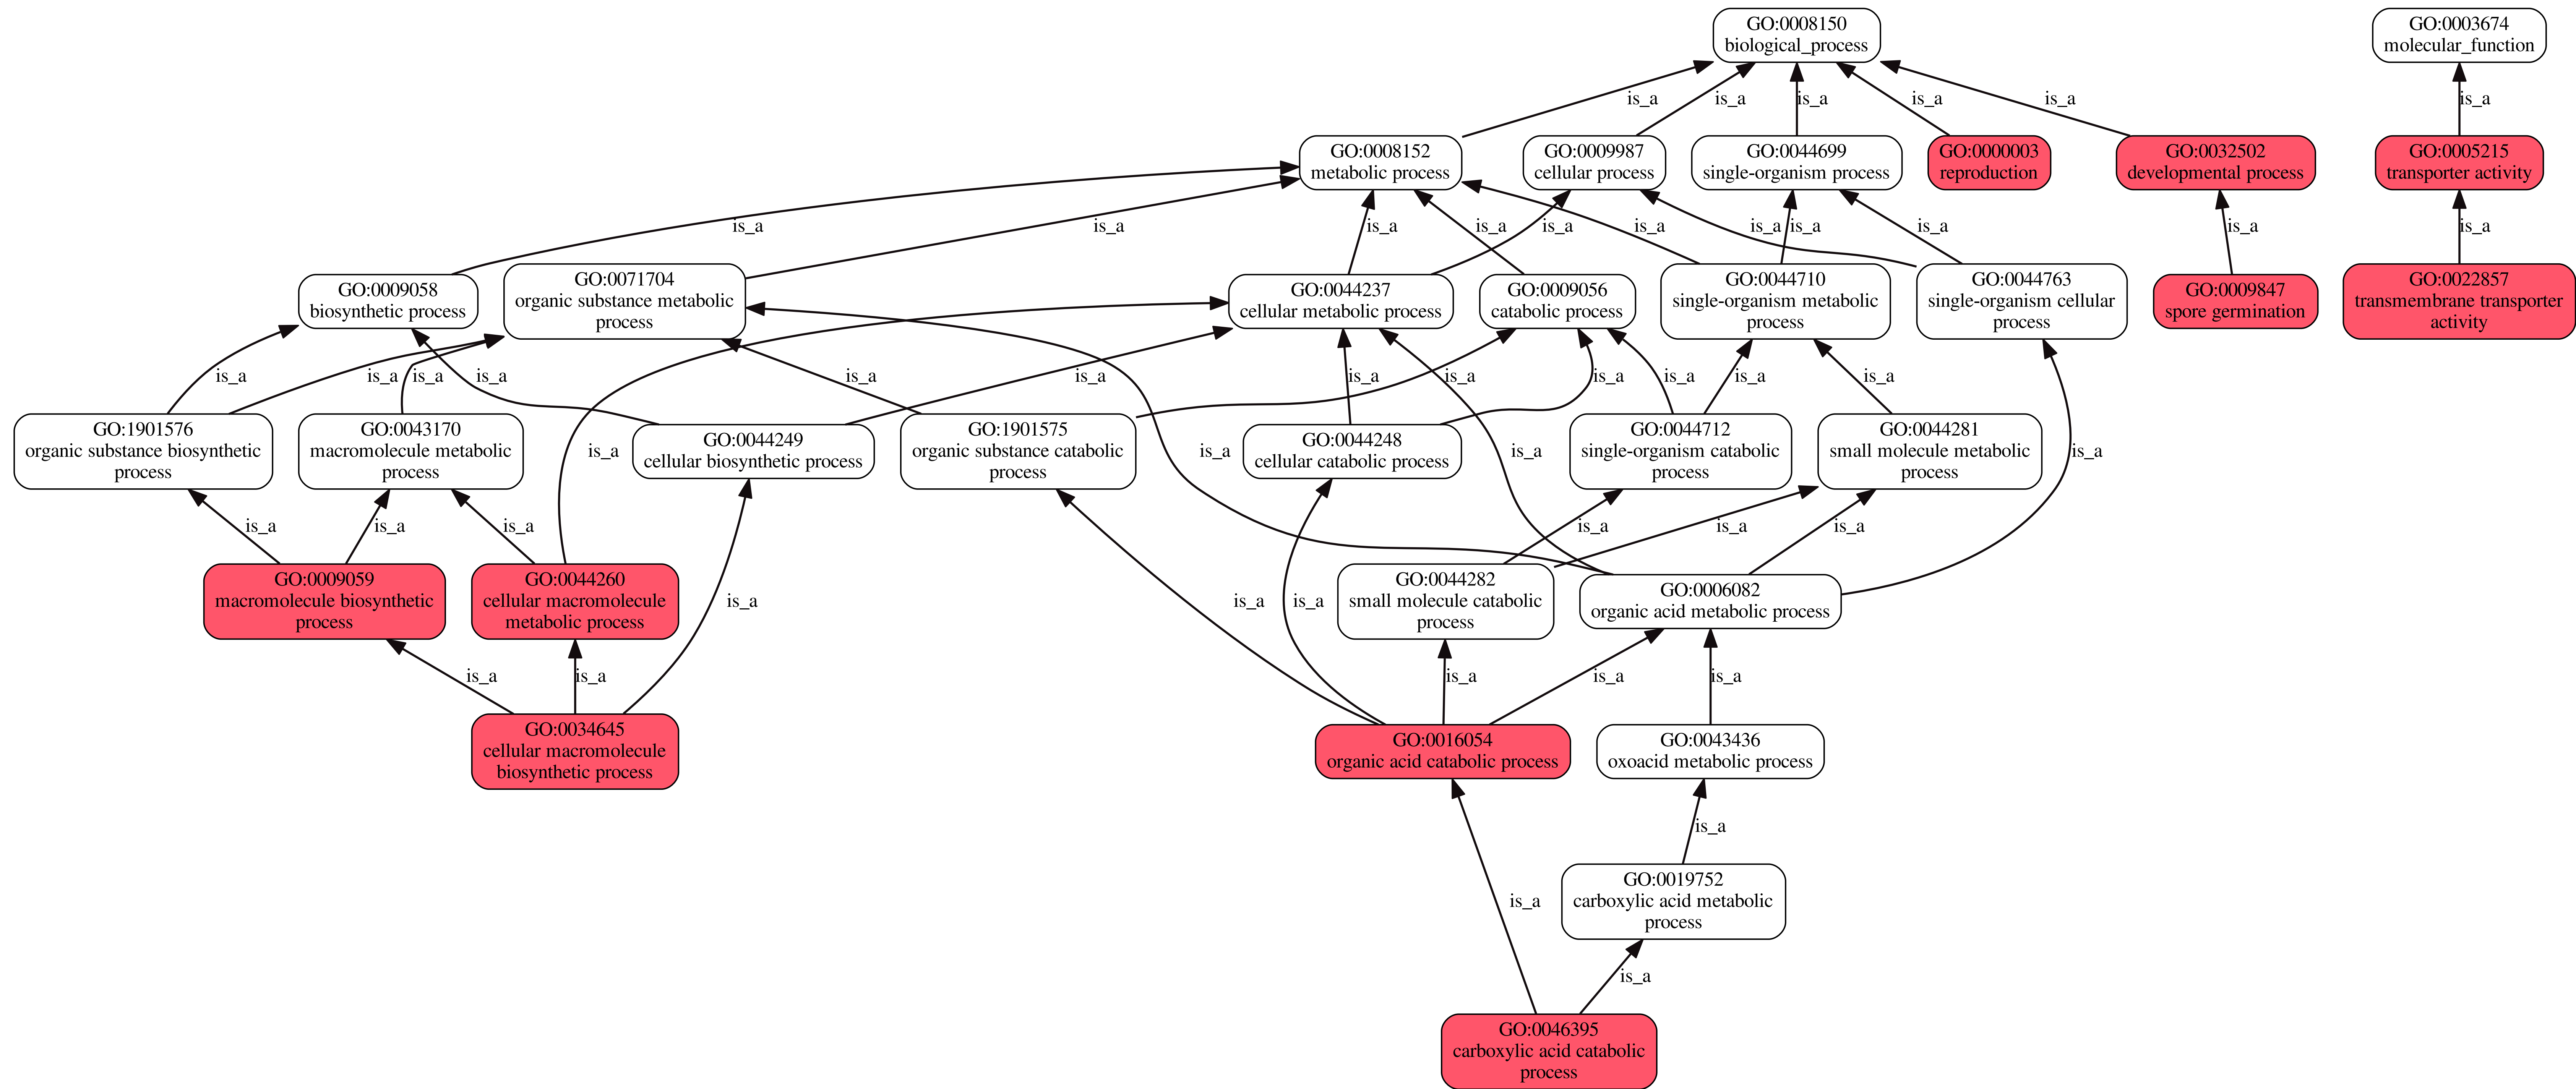 GO:0008150
biological_process
GO:0003674
molecular_function
is_a
is_a
is_a
is_a
is_a
is_a
GO:0008152
metabolic process
GO:0009987
cellular process
GO:0044699
single-organism process
GO:0000003
reproduction
GO:0032502
developmental process
GO:0005215
transporter activity
is_a
is_a
is_a
is_a
is_a
is_a
is_a
is_a
is_a
is_a
is_a
GO:0009058
biosynthetic process
GO:0071704
organic substance metabolic
process
GO:0044237
cellular metabolic process
GO:0009056
catabolic process
GO:0044710
single-organism metabolic
process
GO:0044763
single-organism cellular
process
GO:0009847
spore germination
GO:0022857
transmembrane transporter
activity
is_a
is_a
is_a
is_a
is_a
is_a
is_a
is_a
is_a
is_a
is_a
is_a
GO:1901576
organic substance biosynthetic
process
GO:0043170
macromolecule metabolic
process
GO:0044249
cellular biosynthetic process
GO:1901575
organic substance catabolic
process
GO:0044248
cellular catabolic process
GO:0044712
single-organism catabolic
process
GO:0044281
small molecule metabolic
process
is_a
is_a
is_a
is_a
is_a
is_a
is_a
is_a
is_a
is_a
GO:0009059
macromolecule biosynthetic
process
GO:0044260
cellular macromolecule
metabolic process
GO:0044282
small molecule catabolic
process
GO:0006082
organic acid metabolic process
is_a
is_a
is_a
is_a
is_a
is_a
is_a
is_a
GO:0034645
cellular macromolecule
biosynthetic process
GO:0016054
organic acid catabolic process
GO:0043436
oxoacid metabolic process
is_a
GO:0019752
carboxylic acid metabolic
process
is_a
is_a
GO:0046395
carboxylic acid catabolic
process